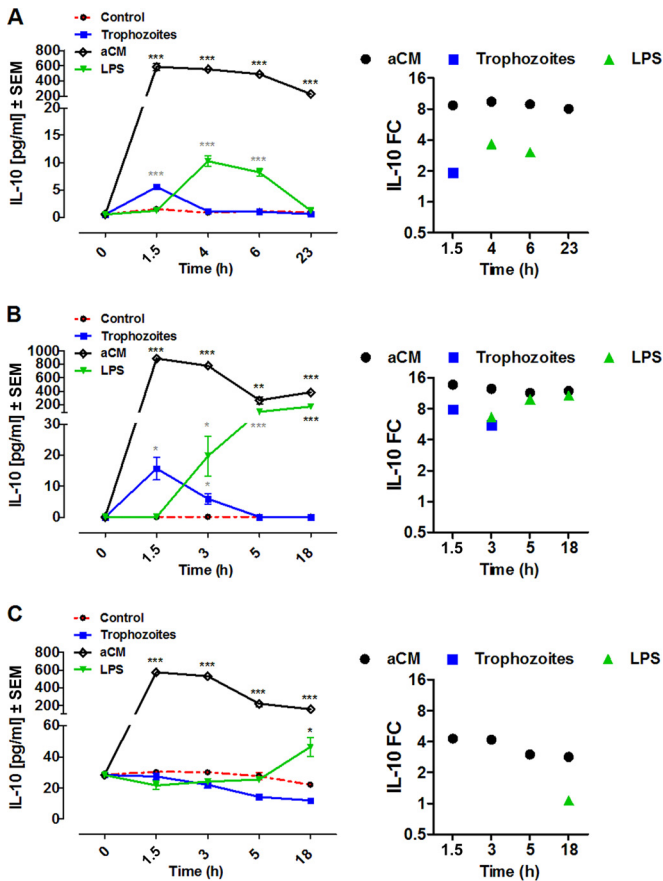 A
Control
Trophozoites
aCM
LPS
IL-10 [pg/ml] ± SEM
800
600
400
200
20
15
10
5
0
*** *** *** ***
*** *** ***
0 1.5 4 6 23
Time (h)
aCM Trophozoites LPS
IL-10 FC
16
8
4
2
1
0.5
1.5 4 6 23
Time (h)
B
Control
Trophozoites
aCM
LPS
IL-10 [pg/ml] ± SEM
1000
800
600
400
200
30
20
10
0
*** *** ** ***
* * *** ***
*
0 1.5 3 5 18
Time (h)
aCM Trophozoites LPS
IL-10 FC
16
8
4
2
1
0.5
1.5 3 5 18
Time (h)
C
Control
Trophozoites
aCM
LPS
IL-10 [pg/ml] ± SEM
800
600
400
200
60
40
20
0
*** *** *** ***
*
0 1.5 3 5 18
Time (h)
aCM Trophozoites LPS
IL-10 FC
16
8
4
2
1
0.5
1.5 3 5 18
Time (h)